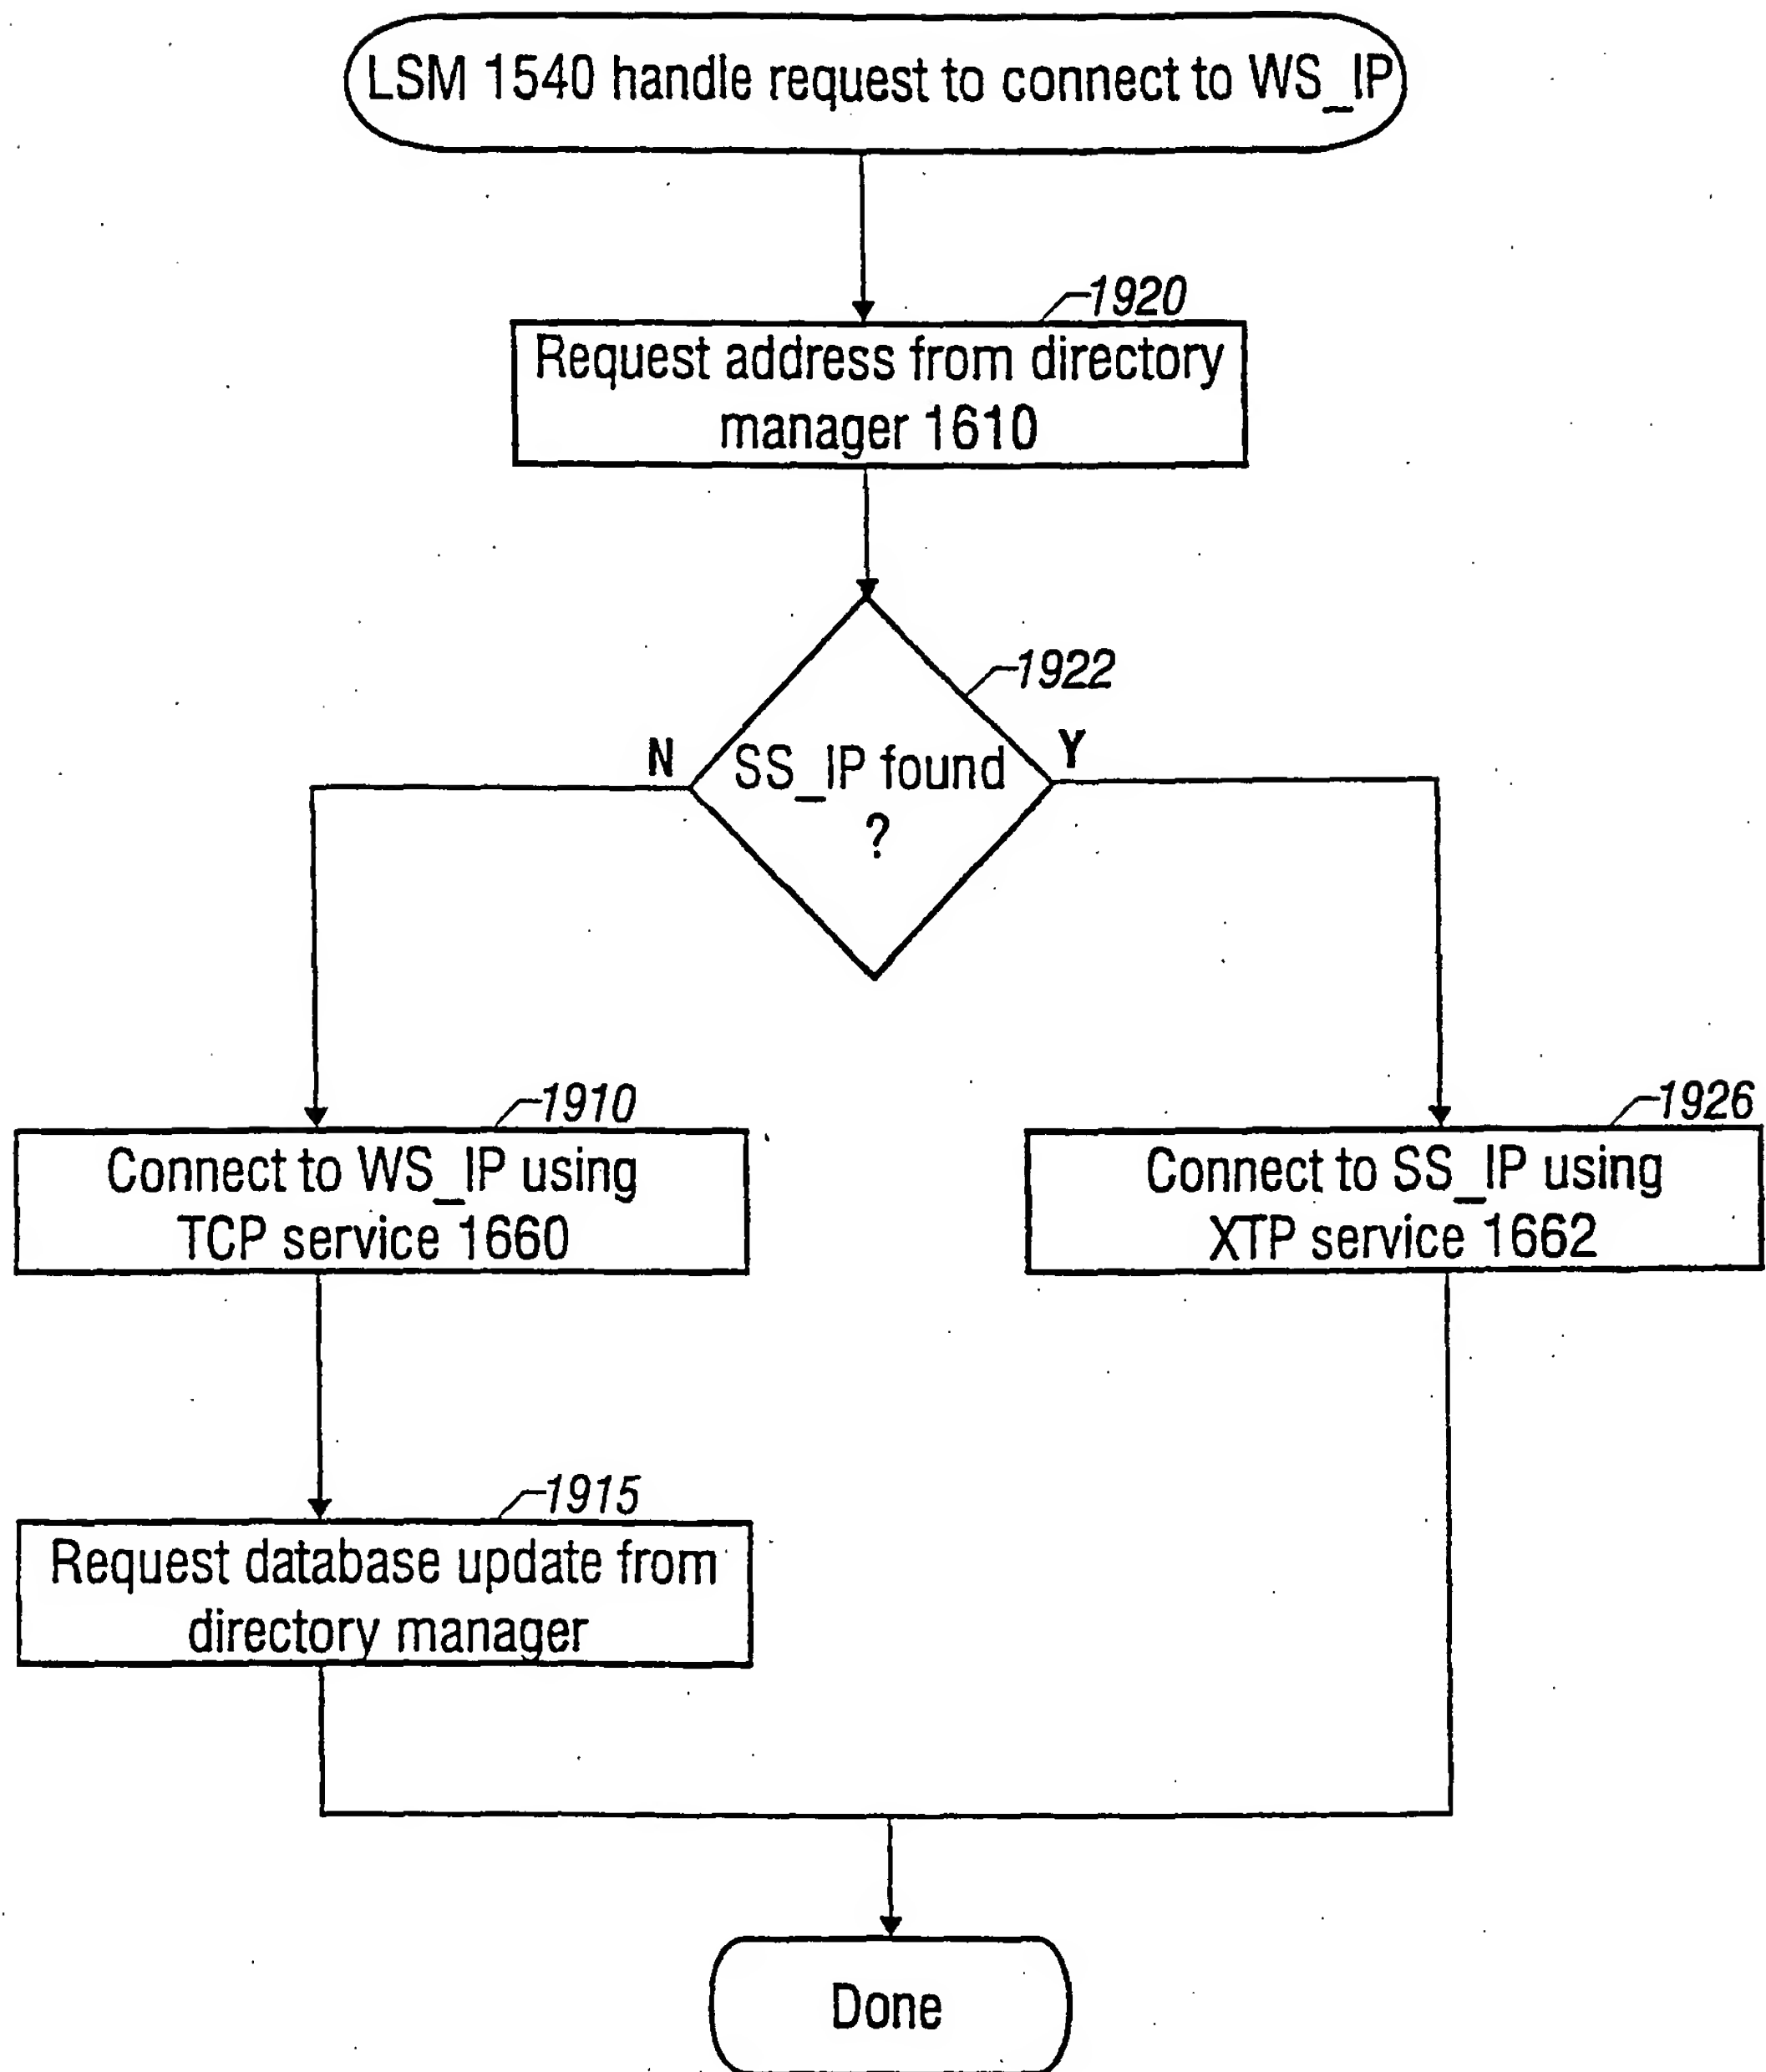 LSM 1540 handle request to connect to WS_IP
1920
Request address from directory
manager 1610
1922
N
SS_IP found
?
Y
1910
Connect to WS_IP using
TCP service 1660
1926
Connect to SS_IP using
XTP service 1662
1915
Request database update from
directory manager
Done